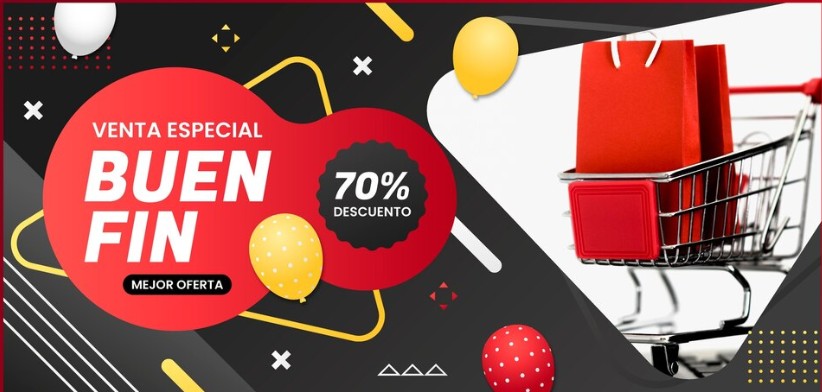 VENTA ESPECIAL
BUEN
FIN
MEJOR OFERTA
70%
DESCUENTO